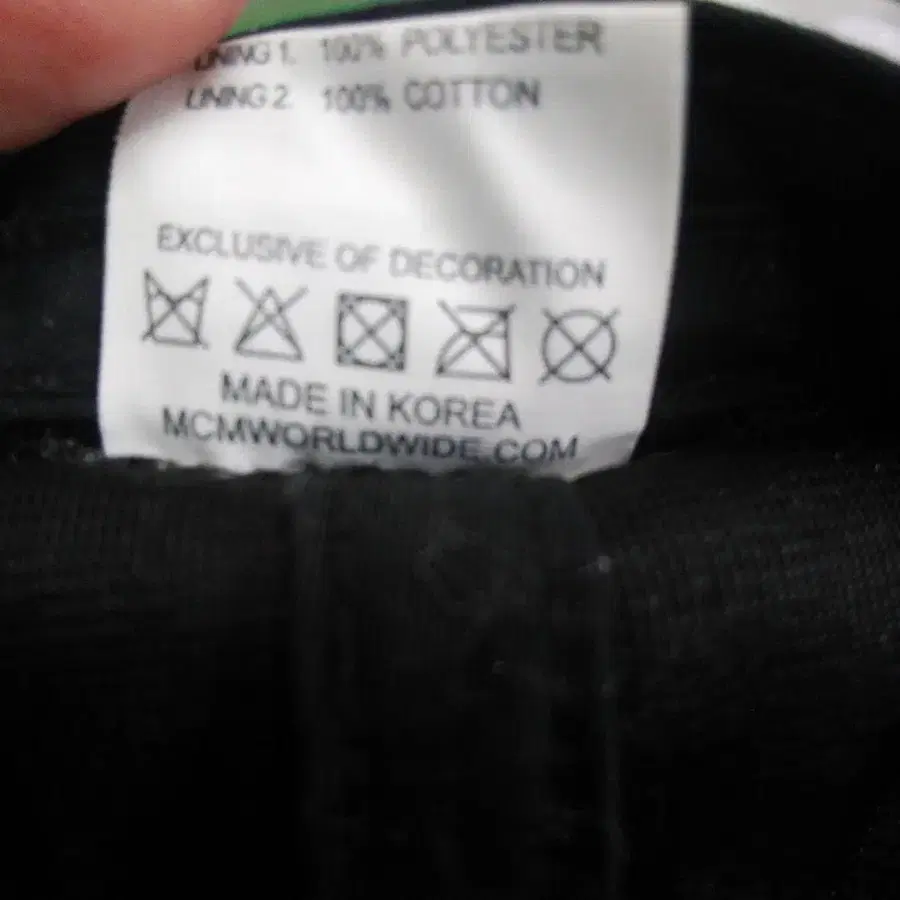 LINING 1. 100% POLYESTER
LINING 2. 100% COTTON
EXCLUSIVE OF DECORATION
MADE IN KOREA
MCMWORLDWIDE.COM